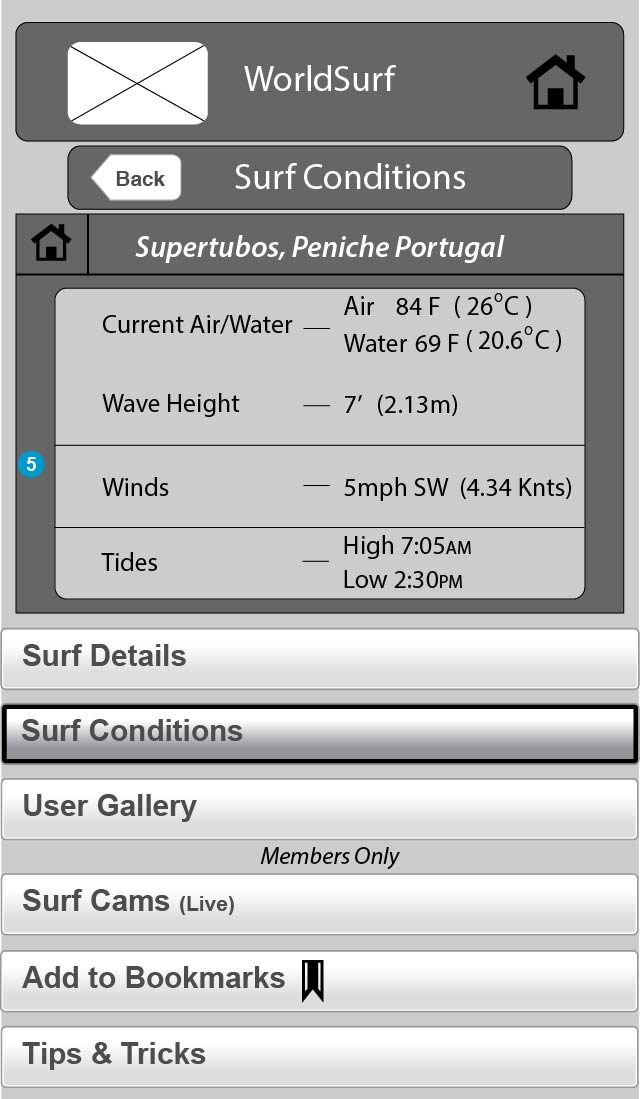 WorldSurf
Back Surf Conditions
Supertubos, Peniche Portugal
Current Air/Water — Air 84 F ( 26°C )
Water 69 F ( 20.6°C )
Wave Height — 7’ (2.13m)
5
Winds — 5mph SW (4.34 Knts)
Tides — High 7:05AM
Low 2:30PM
Surf Details
Surf Conditions
User Gallery
Members Only
Surf Cams (Live)
Add to Bookmarks
Tips & Tricks